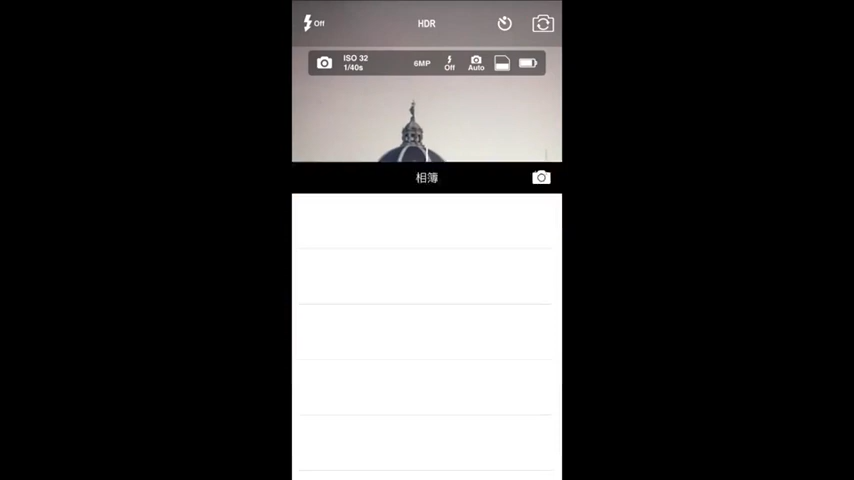 Off HDR
ISO 32
1/40s
6MP
Off
Auto
相簿